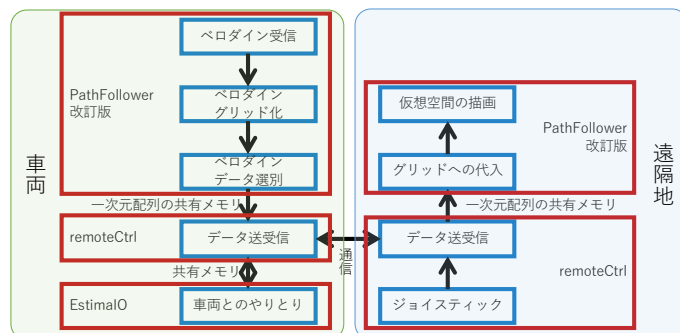 車両
PathFollower
改訂版
ベロダイン受信
ベロダイン
グリッド化
ベロダイン
データ選別
一次元配列の共有メモリ
remoteCtrl
データ送受信
共有メモリ
EstimaIO
車両とのやりとり
通信
遠隔地
仮想空間の描画
PathFollower
改訂版
グリッドへの代入
一次元配列の共有メモリ
データ送受信
remoteCtrl
ジョイスティック